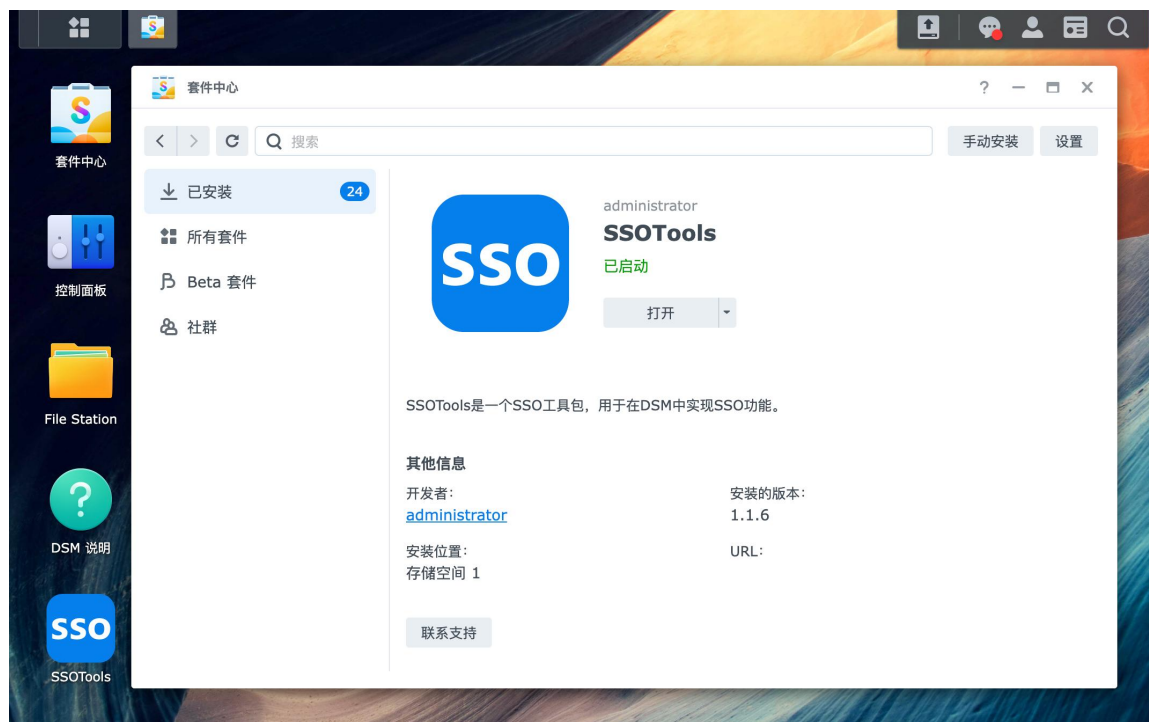 套件中心
搜索
手动安装
设置
已安装
24
所有套件
Beta 套件
社群
SSO
administrator
SSOTools
已启动
打开
SSOTools是一个SSO工具包，用于在DSM中实现SSO功能。
其他信息
开发者：
administrator
安装的版本：
1.1.6
安装位置：
存储空间 1
URL：
联系支持
套件中心
控制面板
File Station
DSM 说明
SSO
SSOTools